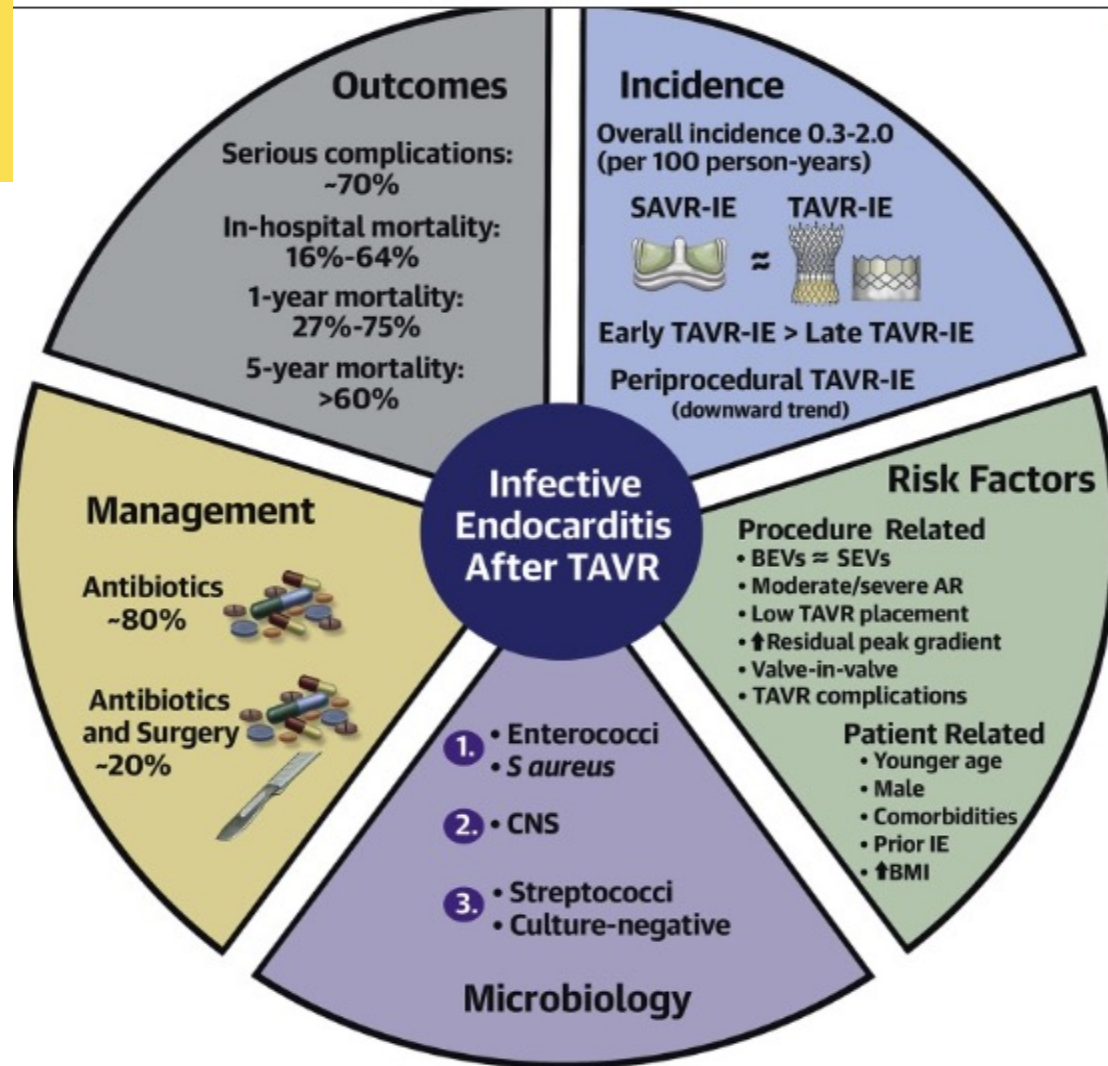 Outcomes
Serious complications:
~70%
In-hospital mortality:
16%-64%
1-year mortality:
27%-75%
5-year mortality:
>60%
Incidence
Overall incidence 0.3-2.0
(per 100 person-years)
SAVR-IE TAVR-IE
≈
Early TAVR-IE > Late TAVR-IE
Periprocedural TAVR-IE
(downward trend)
Infective
Endocarditis
After TAVR
Risk Factors
Procedure Related
• BEVs ≈ SEVs
• Moderate/severe AR
• Low TAVR placement
• ↑Residual peak gradient
• Valve-in-valve
• TAVR complications
Patient Related
• Younger age
• Male
• Comorbidities
• Prior IE
• ↑BMI
Management
Antibiotics
~80%
Antibiotics
and Surgery
~20%
1. • Enterococci
• S aureus
2. • CNS
3. • Streptococci
• Culture-negative
Microbiology